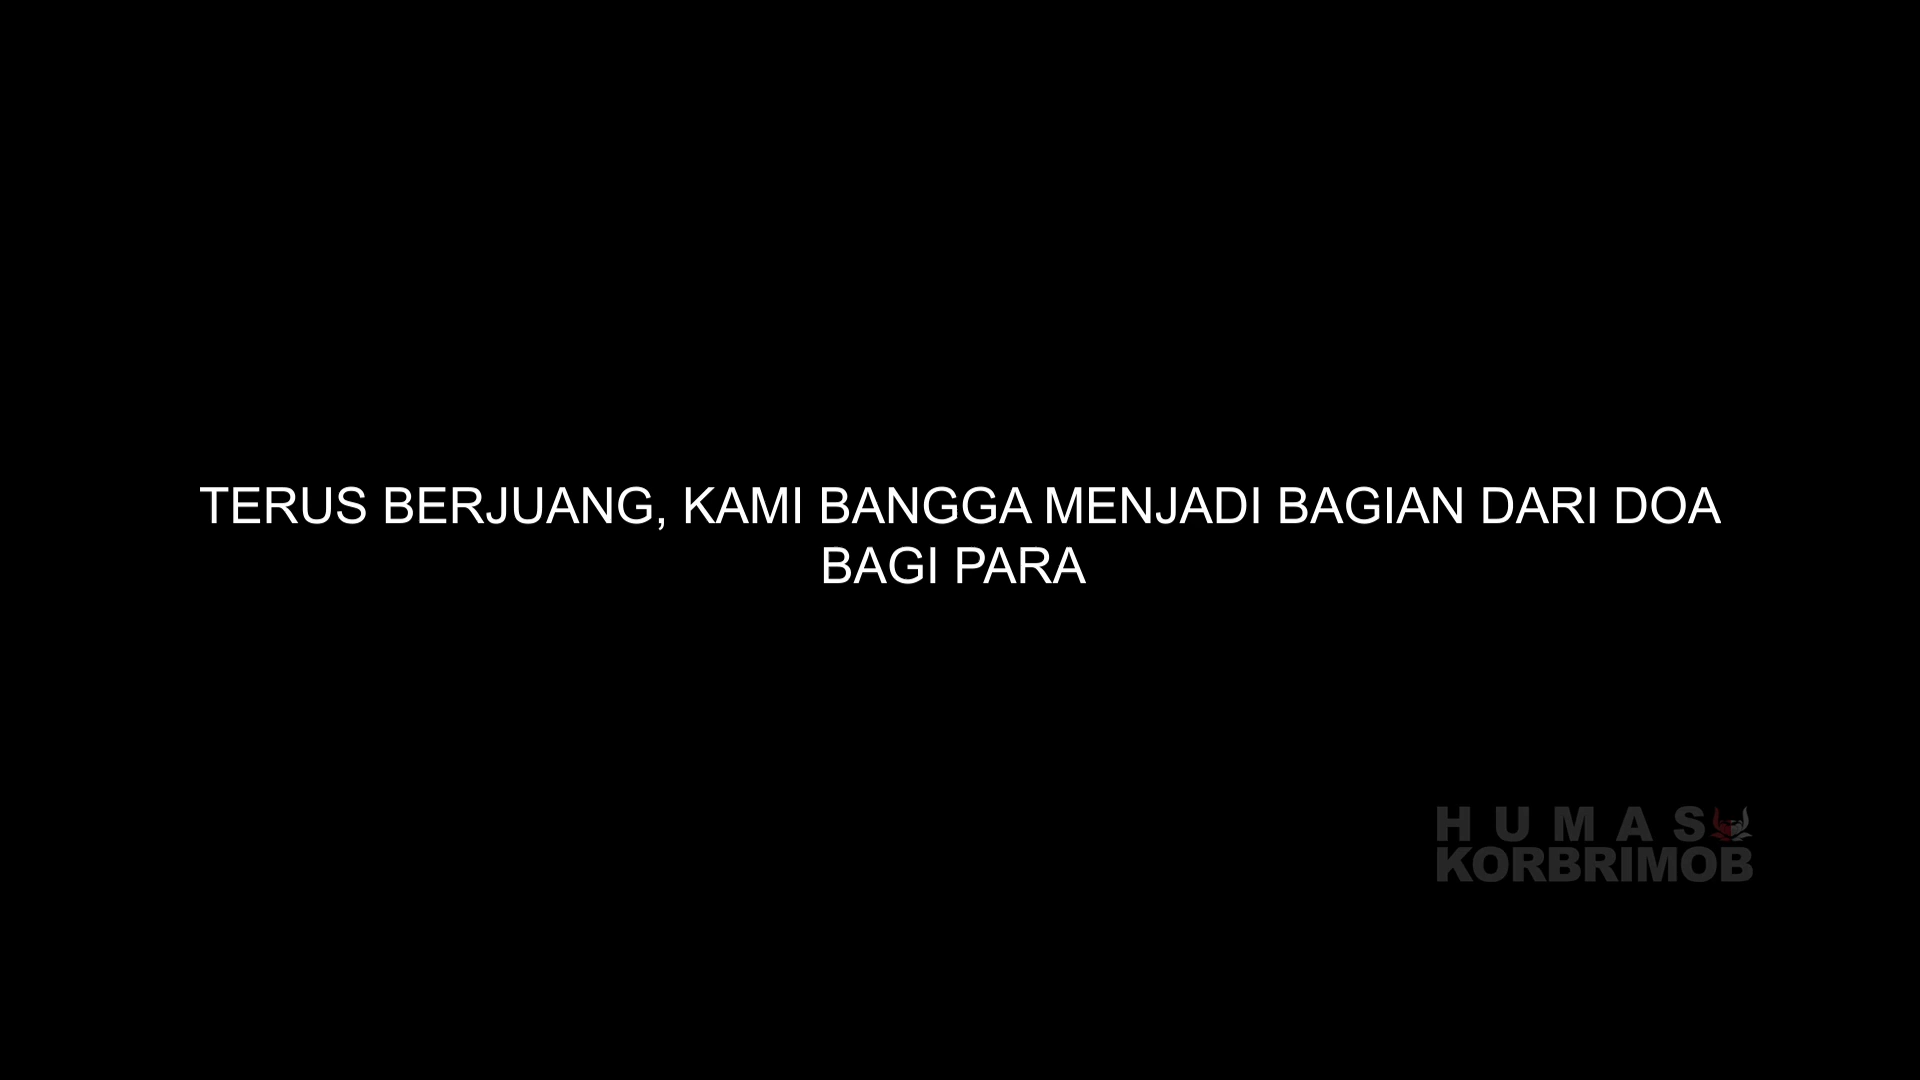 TERUS BERJUANG, KAMI BANGGA MENJADI BAGIAN DARI DOA
BAGI PARA
HUMAS
KORBRIMOB